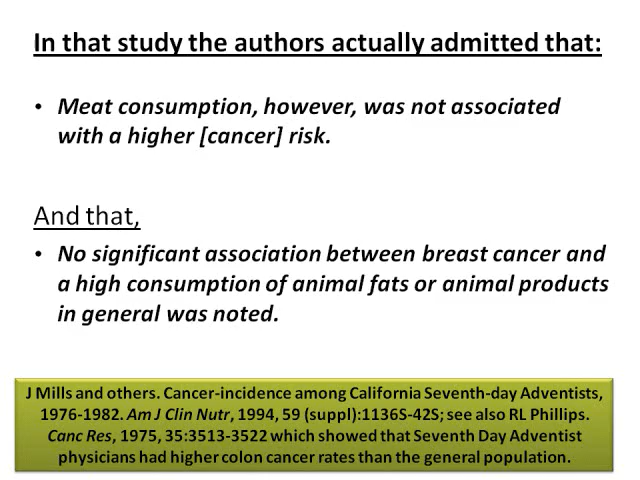 In that study the authors actually admitted that:
• Meat consumption, however, was not associated
with a higher [cancer] risk.
And that,
• No significant association between breast cancer and
a high consumption of animal fats or animal products
in general was noted.
J Mills and others. Cancer-incidence among California Seventh-day Adventists,
1976-1982. Am J Clin Nutr, 1994, 59 (suppl):1136S-42S; see also RL Phillips.
Canc Res, 1975, 35:3513-3522 which showed that Seventh Day Adventist
physicians had higher colon cancer rates than the general population.